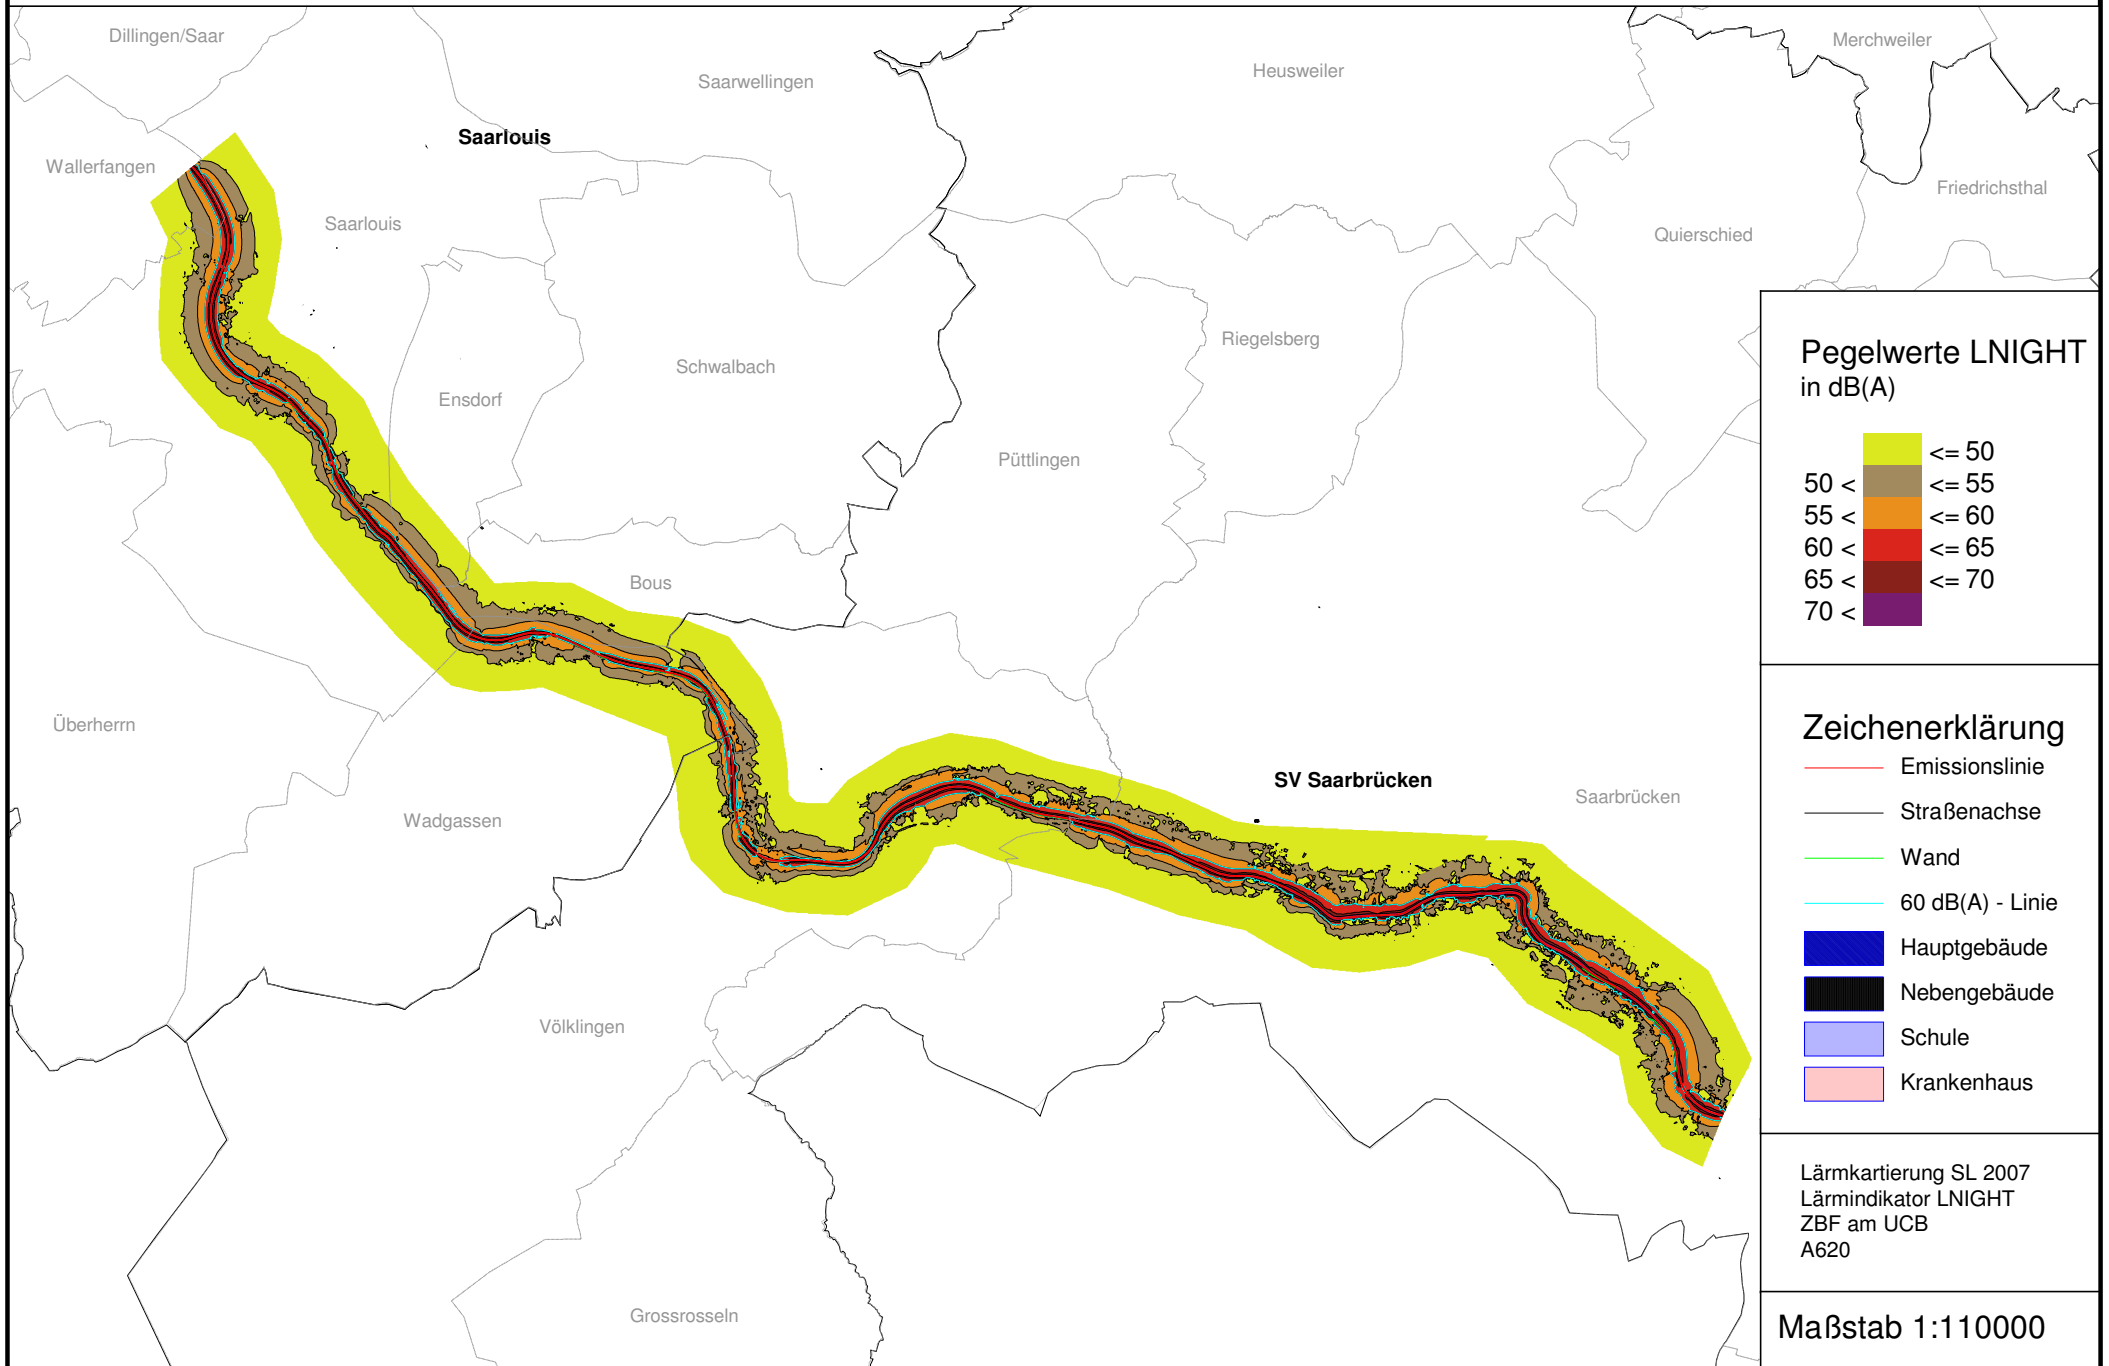 Dillingen/Saar
Merchweiler
Saarwellingen
Heusweiler
Saarlouis
Wallerfangen
Friedrichsthal
Saarlouis
Quierschied
Riegelsberg
Schwalbach
Ensdorf
Püttlingen
Bous
Überherrn
SV Saarbrücken
Saarbrücken
Wadgassen
Völklingen
Grossrosseln
Pegelwerte LNIGHT
in dB(A)
<= 50
50 < <= 55
55 < <= 60
60 < <= 65
65 < <= 70
70 <
Zeichenerklärung
Emissionslinie
Straßenachse
Wand
60 dB(A) - Linie
Hauptgebäude
Nebengebäude
Schule
Krankenhaus
Lärmkartierung SL 2007
Lärmindikator LNIGHT
ZBF am UCB
A620
Maßstab 1:110000